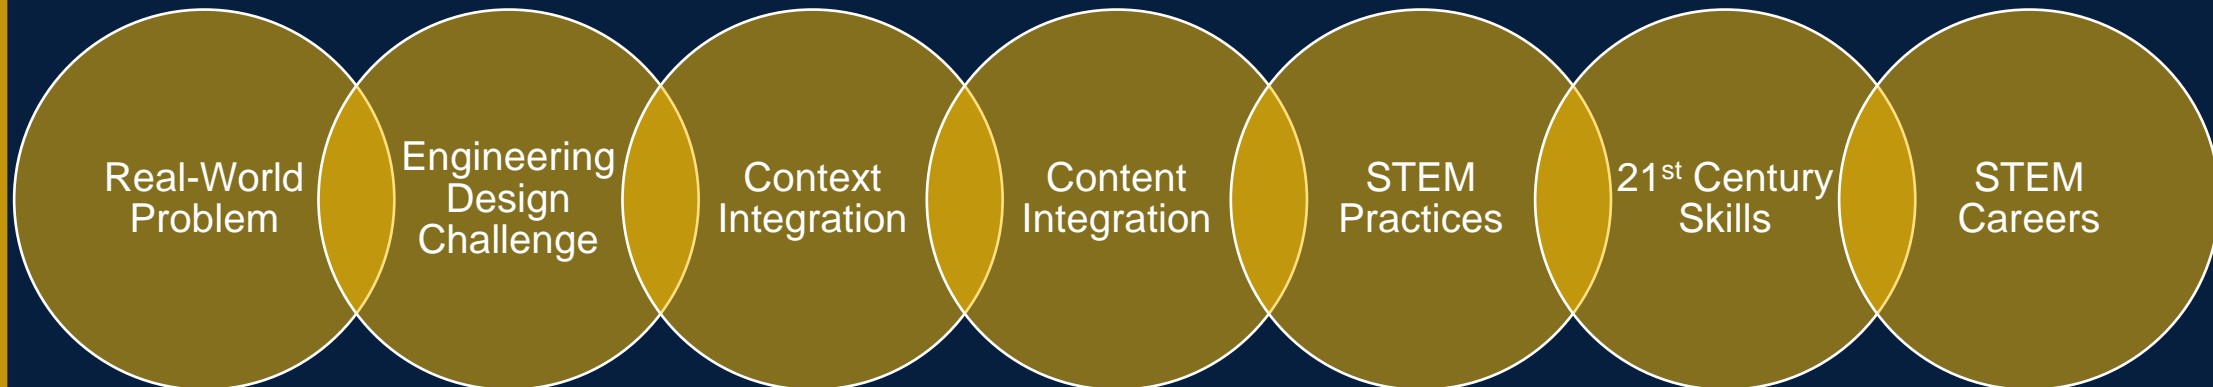 Real-World
Problem
Engineering
Design
Challenge
Context
Integration
Content
Integration
STEM
Practices
21st Century
Skills
STEM
Careers